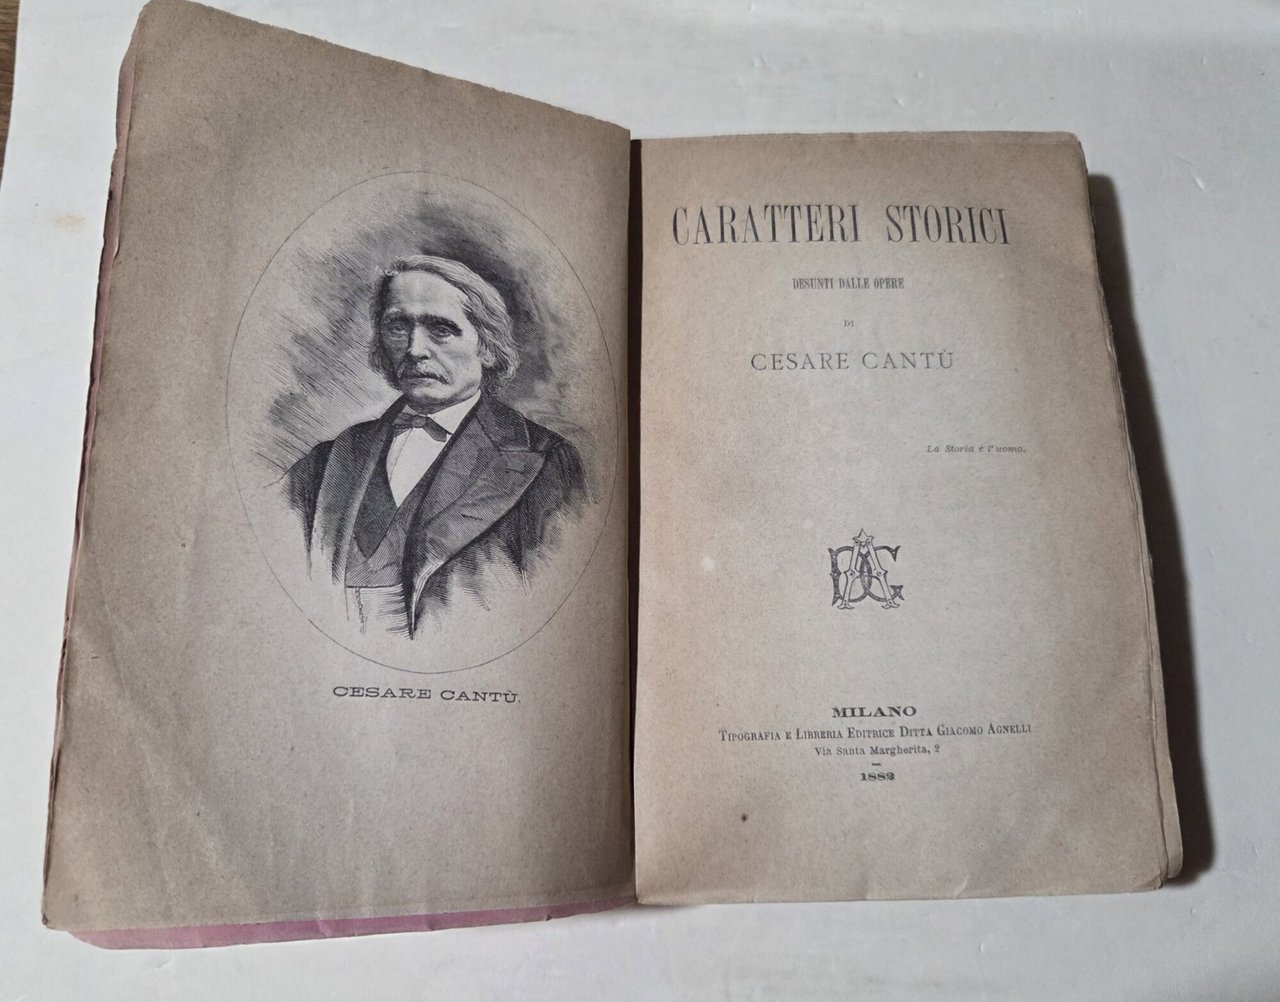 CESARE CANTÙ.
CARATTERI STORICI
DESUNTI DALLE OPERE
DI
CESARE CANTÙ
La Storia è l'uomo.
MILANO
TIPOGRAFIA E LIBRERIA EDITRICE DITTA GIACOMO AGNELLI
Via Santa Margherita, 2
1882